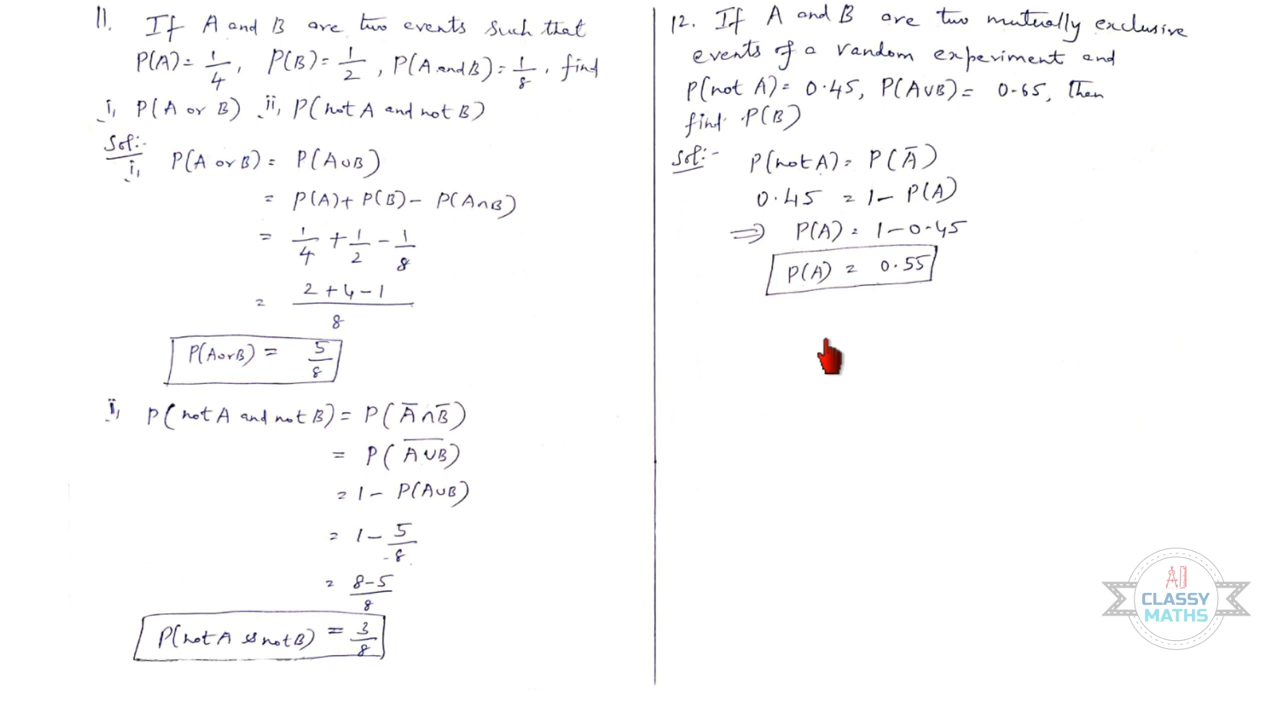 11. If A and B are two events such that
P(A)= 1/4, P(B)= 1/2, P(A and B)= 1/8, find
i, P(A or B) ii, P(not A and not B)
Sol:-
i, P(A or B)= P(A∪B)
= P(A)+ P(B)- P(A∩B)
= 1/4 + 1/2 - 1/8
= (2+4-1)/8
P(A or B) = 5/8
ii, P(not A and not B)= P(A̅∩B̅)
= P(A̅∪̅B̅)
= 1- P(A∪B)
= 1- 5/8
= (8-5)/8
P(not A & not B) = 3/8
12. If A and B are two mutually exclusive
events of a random experiment and
P(not A)= 0.45, P(A∪B)= 0.65, then
find P(B)
Sol:- P(not A)= P(A̅)
0.45 = 1- P(A)
⇒ P(A)= 1-0.45
P(A) = 0.55
CLASSY
MATHS